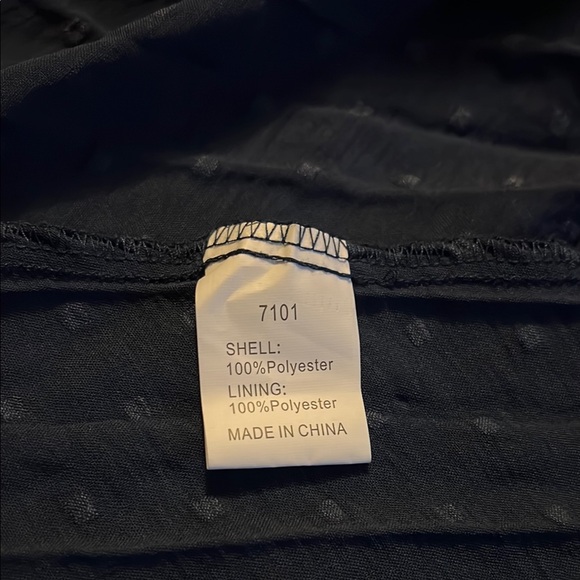 7101
SHELL:
100%Polyester
LINING:
100%Polyester
MADE IN CHINA